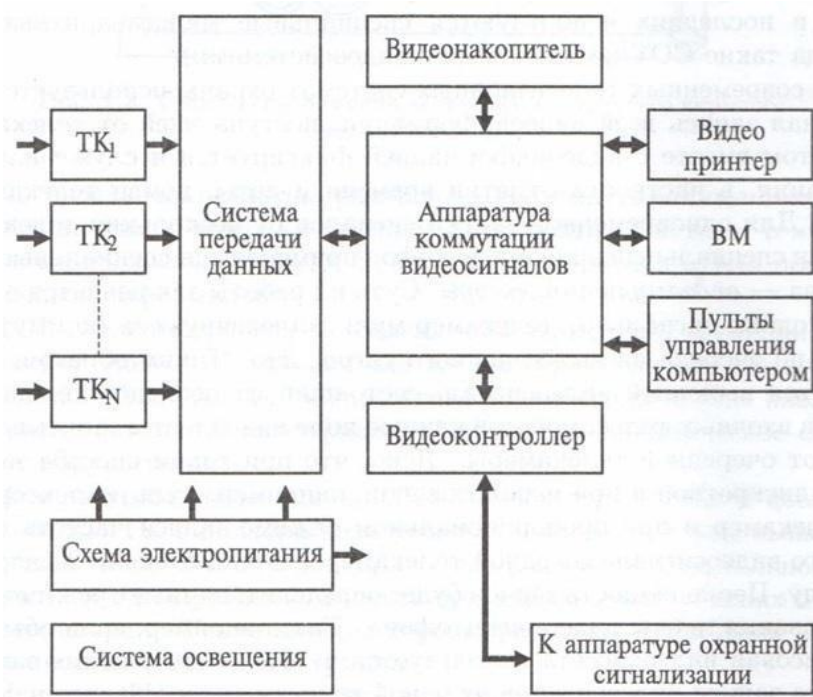 Видеонакопитель
ТК1
Видео
принтер
Система
передачи
данных
Аппаратура
коммутации
видеосигналов
ТК2
ВМ
Пульты
управления
компьютером
ТКN
Видеоконтроллер
Схема электропитания
Система освещения
К аппаратуре охранной
сигнализации